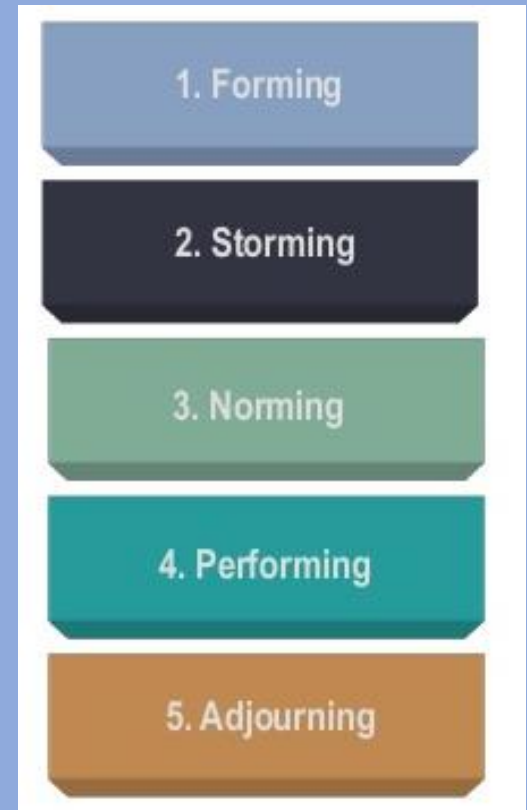 1. Forming
2. Storming
3. Norming
4. Performing
5. Adjourning